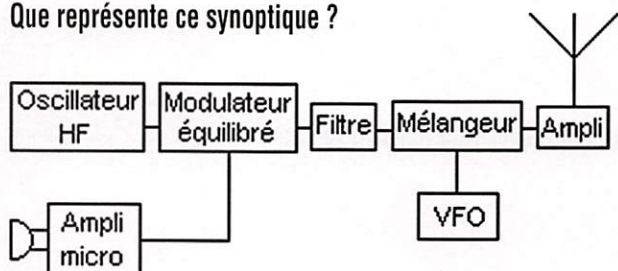 Que représente ce synoptique ?
Oscillateur
HF
Modulateur
équilibré
Filtre
Mélangeur
Ampli
VFO
Ampli
micro